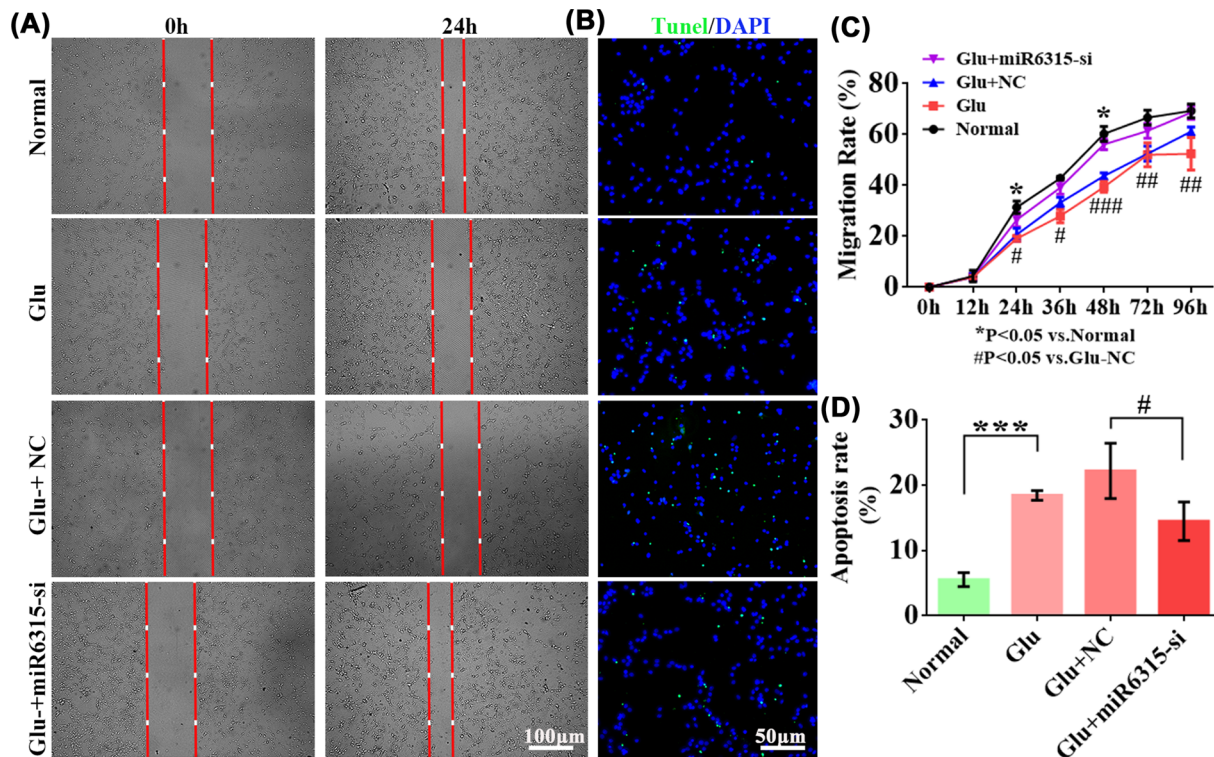 (A)
0h
24h
Normal
Glu
Glu-+ NC
Glu-+miR6315-si
100μm
(B)
Tunel/DAPI
50μm
(C)
Glu+miR6315-si
Glu+NC
Glu
Normal
Migration Rate (%)
80
60
40
20
0
*
*
#
#
###
##
##
0h 12h 24h 36h 48h 72h 96h
*P<0.05 vs.Normal
#P<0.05 vs.Glu-NC
(D)
Apoptosis rate
(%)
30
20
10
0
***
#
Normal
Glu
Glu+NC
Glu+miR6315-si